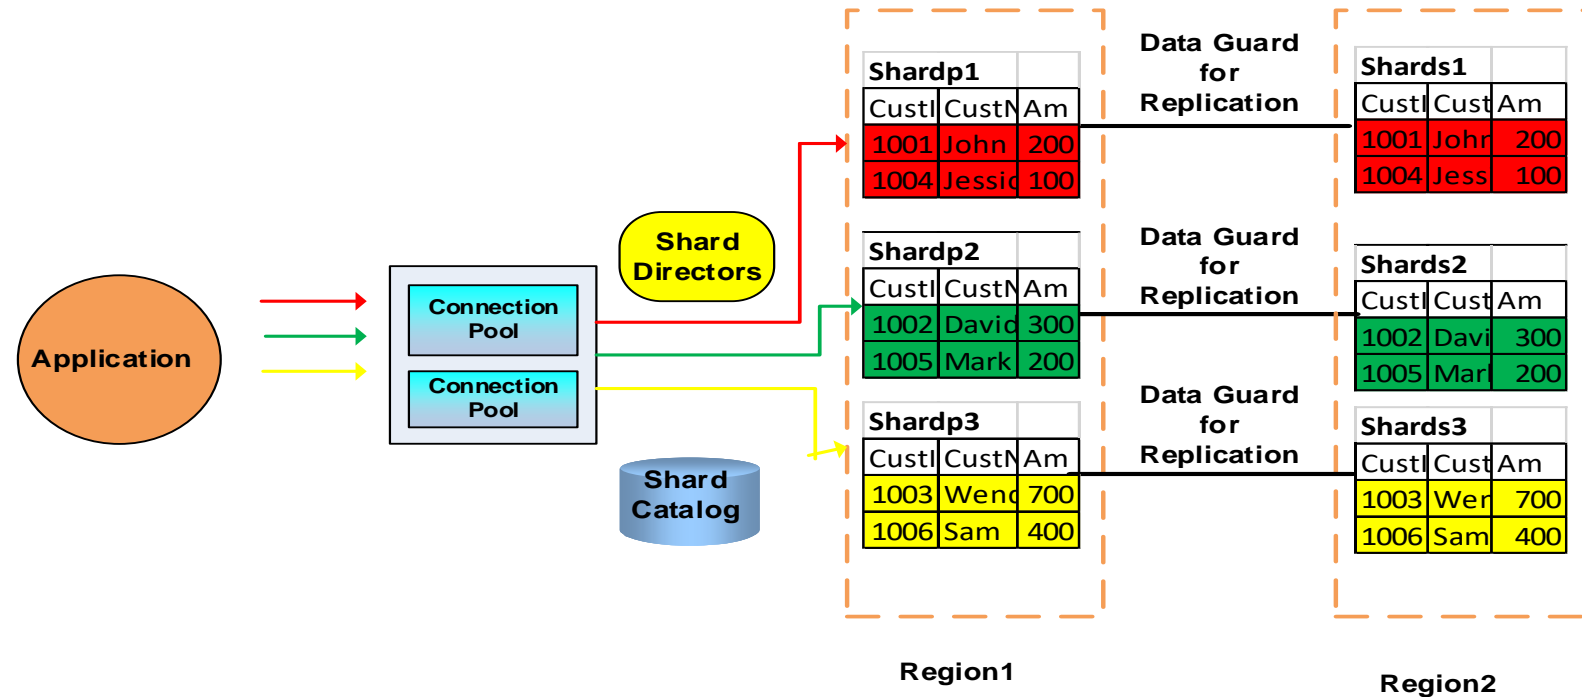 Application
Connection
Pool
Connection
Pool
Shard
Directors
Shard
Catalog
Shardp1
CustI CustN Am
1001 John 200
1004 Jessic 100
Shardp2
CustI CustN Am
1002 David 300
1005 Mark 200
Shardp3
CustI CustN Am
1003 Wend 700
1006 Sam 400
Region1
Data Guard
for
Replication
Data Guard
for
Replication
Data Guard
for
Replication
Shards1
CustI Cust Am
1001 John 200
1004 Jess 100
Shards2
CustI Cust Am
1002 Davi 300
1005 Mark 200
Shards3
CustI Cust Am
1003 Wen 700
1006 Sam 400
Region2